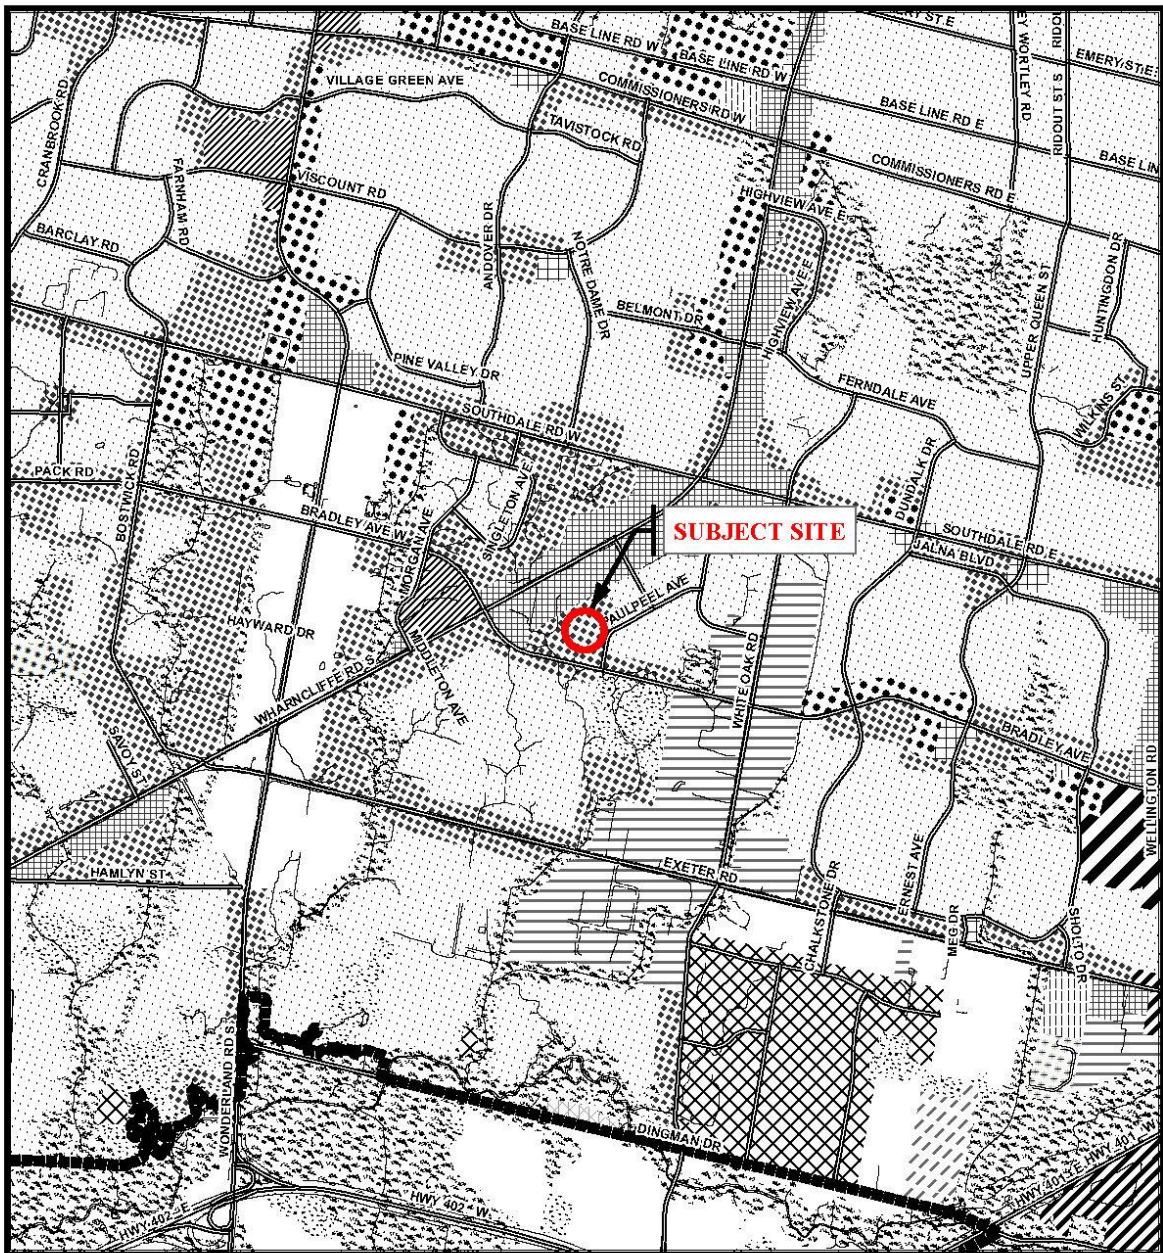 BASE LINE RD W
BASE LINE RD W
EMERY ST E
RIDOUT ST S
VILLAGE GREEN AVE
COMMISSIONERS RD W
BASE LINE RD E
CRANBROOK RD
TAVISTOCK RD
COMMISSIONERS RD E
FARNHAM RD
VISCOUNT RD
HIGHVIEW AVE E
BARCLAY RD
ANDOVER DR
NOTRE DAME DR
HIGHVIEW AVE E
UPPER QUEEN ST
HUNTINGDON DR
BELMONT DR
PINE VALLEY DR
FERNDALE AVE
WILKINS ST
SOUTHDALE RD W
DUNDALK DR
PACK RD
BOSTWICK RD
BRADLEY AVE W
MORGAN AVE
SINGLETON AVE
SUBJECT SITE
SOUTHDALE RD E
JALNA BLVD
PAULPEEL AVE
HAYWARD DR
MIDDLETON AVE
WHITE OAK RD
WHARNCLIFFE RD S
SAVOY ST
BRADLEY AVE
WELLINGTON RD
HAMLYN ST
EXETER RD
CHALKSTONE DR
ERNEST AVE
MEG DR
SHOLTO DR
WONDERLAND RD S
DINGMAN DR
HWY 402 E
HWY 402 W
HWY 401 E
HWY 401 W